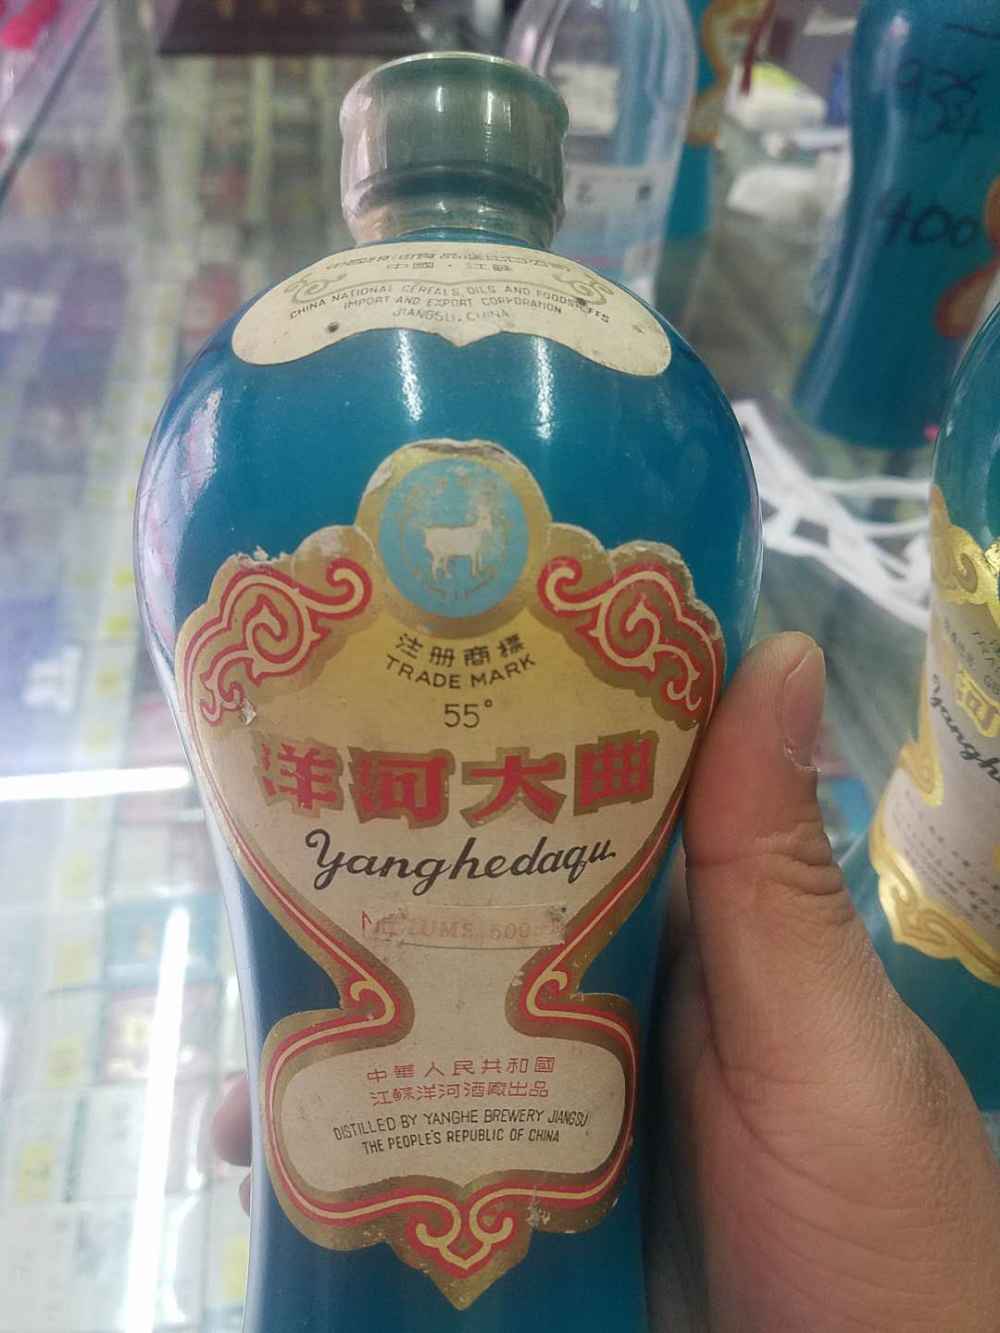 中國·江蘇
CHINA NATIONAL CEREALS, OILS AND FOODSTUFFS
IMPORT AND EXPORT CORPORATION
JIANGSU, CHINA
注册商標
TRADE MARK
55°
洋河大曲
Yanghedaqu.
中華人民共和國
江蘇洋河酒廠出品
DISTILLED BY YANGHE BREWERY JIANGSU
THE PEOPLE'S REPUBLIC OF CHINA
400